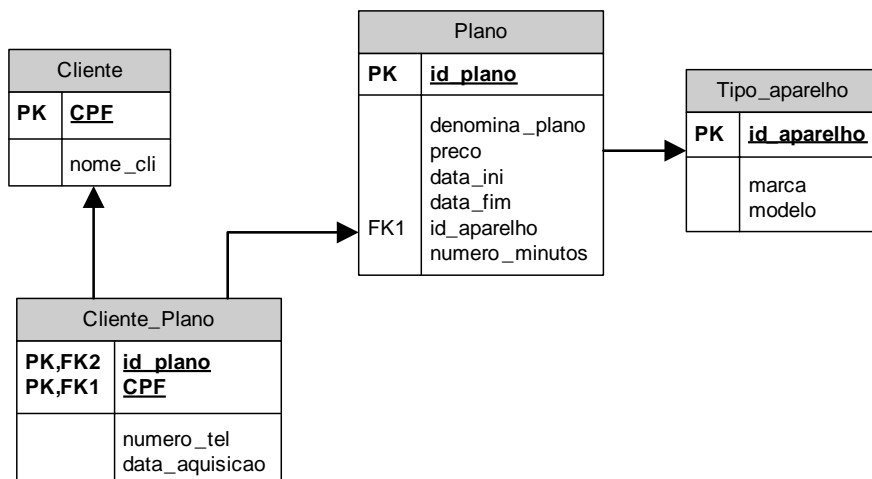 Cliente
PK CPF
nome_cli
Plano
PK id_plano
denomina_plano
preco
data_ini
data_fim
FK1 id_aparelho
numero_minutos
Tipo_aparelho
PK id_aparelho
marca
modelo
Cliente_Plano
PK,FK2 id_plano
PK,FK1 CPF
numero_tel
data_aquisicao